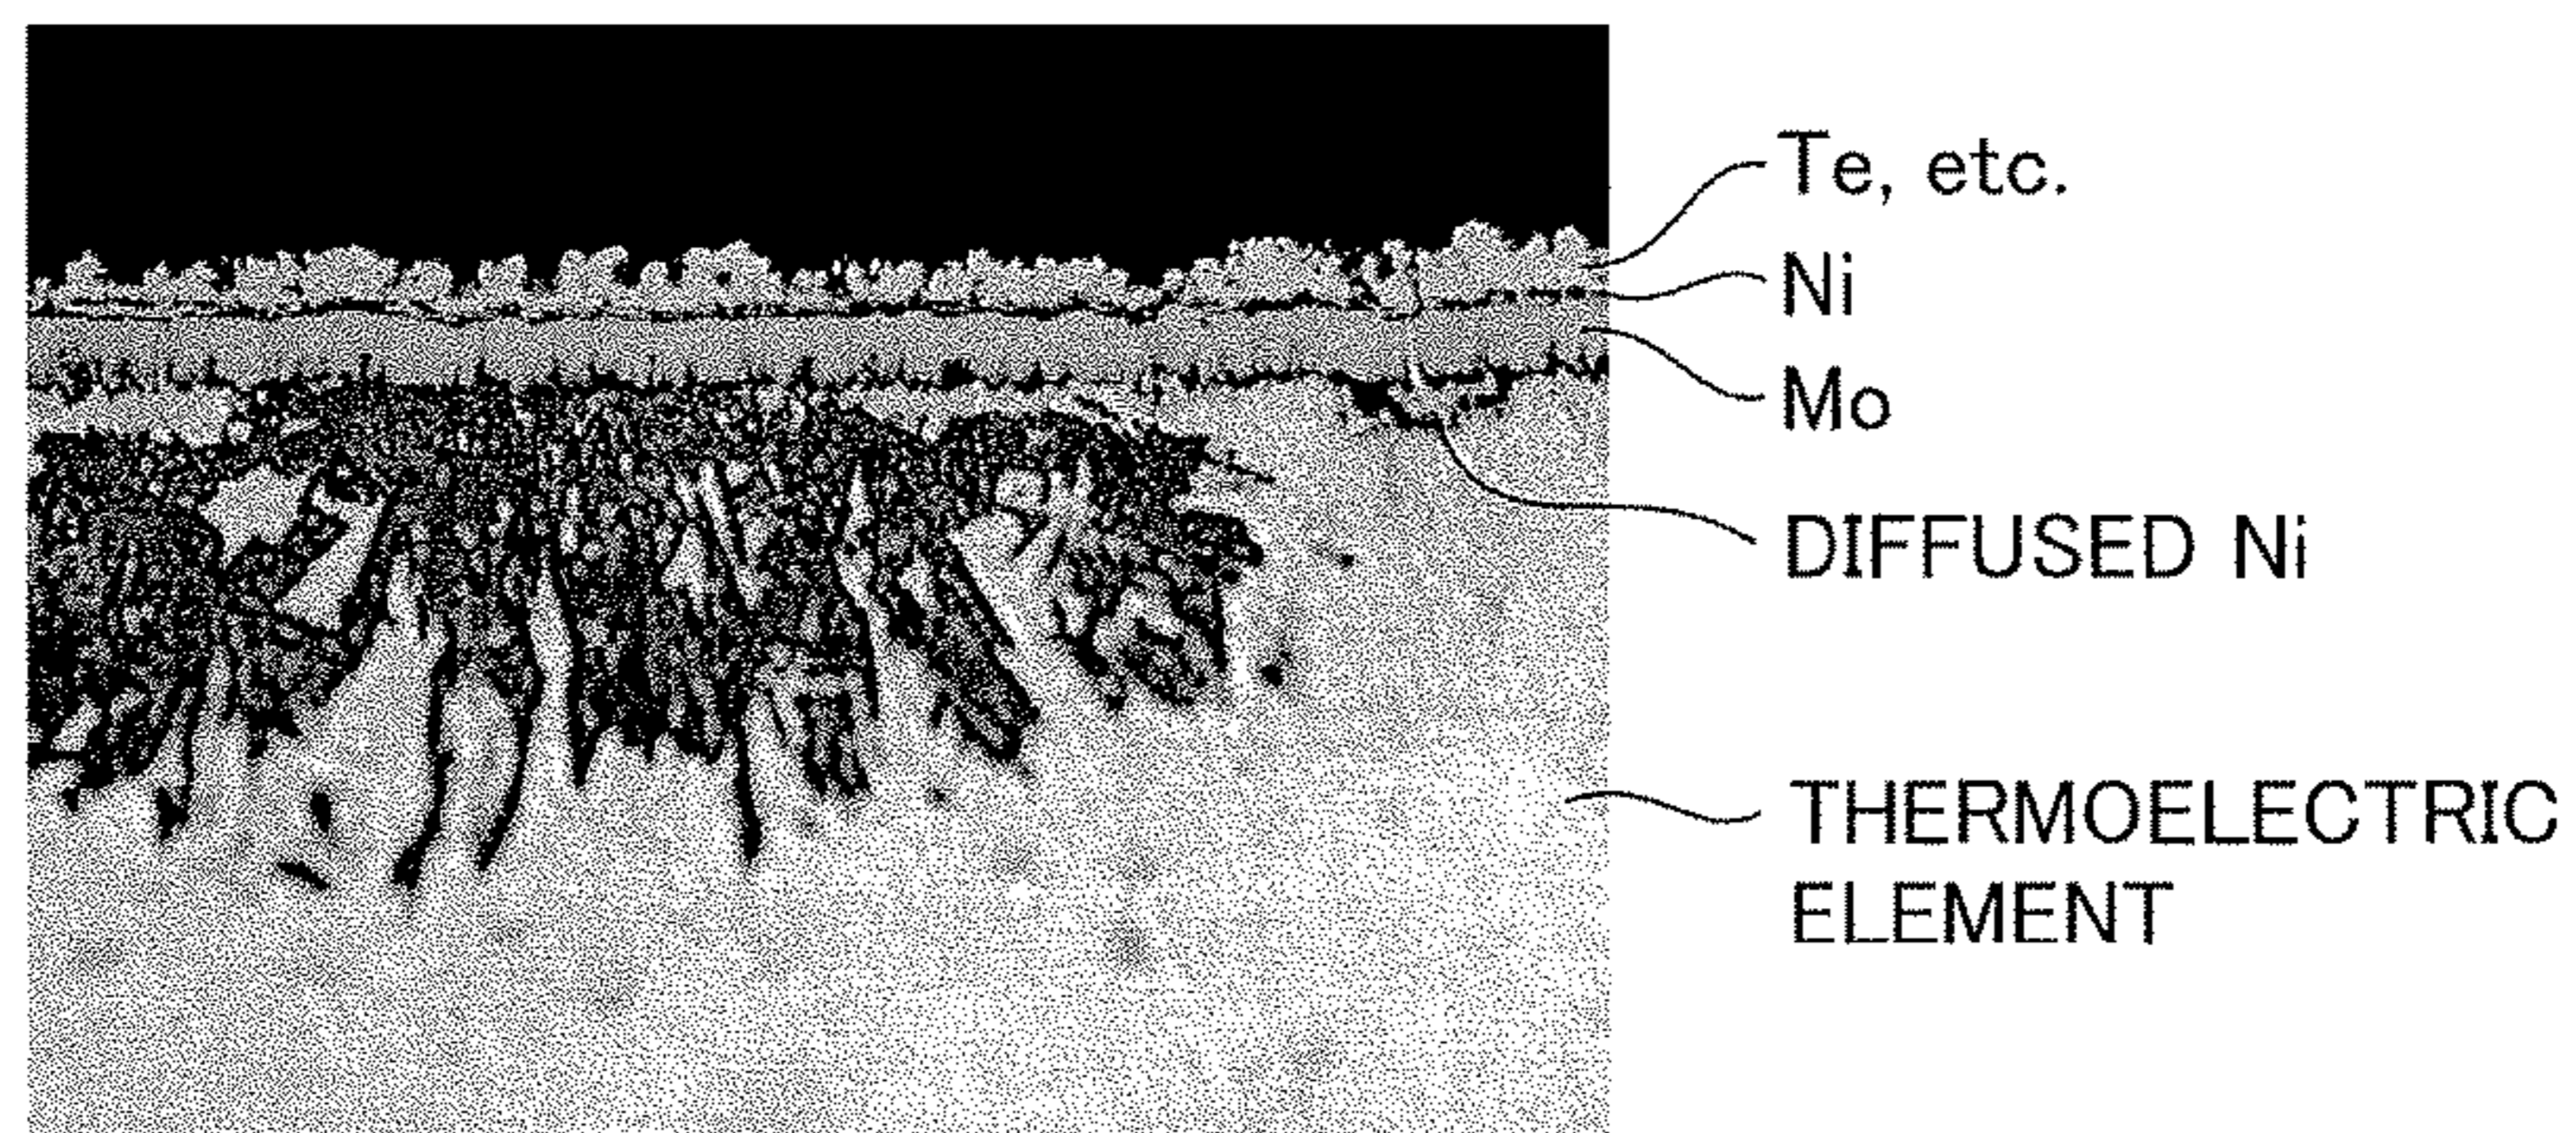 Te, etc.
Ni
Mo
DIFFUSED Ni
THERMOELECTRIC
ELEMENT